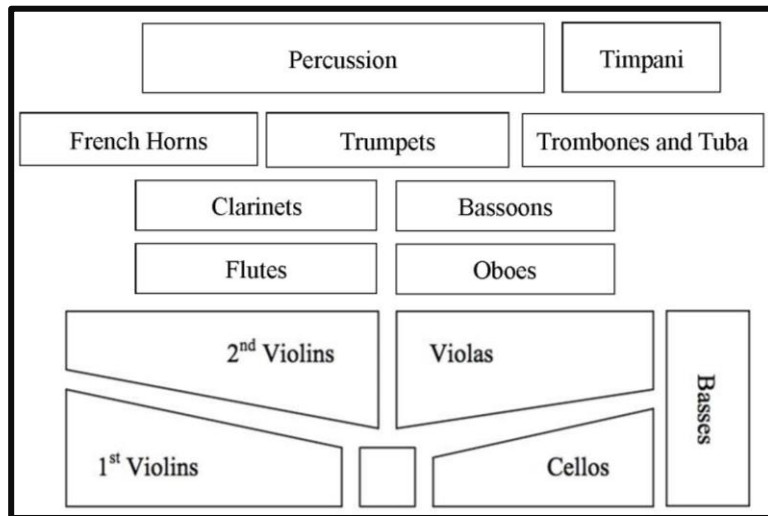 Percussion
Timpani
French Horns
Trumpets
Trombones and Tuba
Clarinets
Bassoons
Flutes
Oboes
2nd Violins
Violas
Basses
1st Violins
Cellos